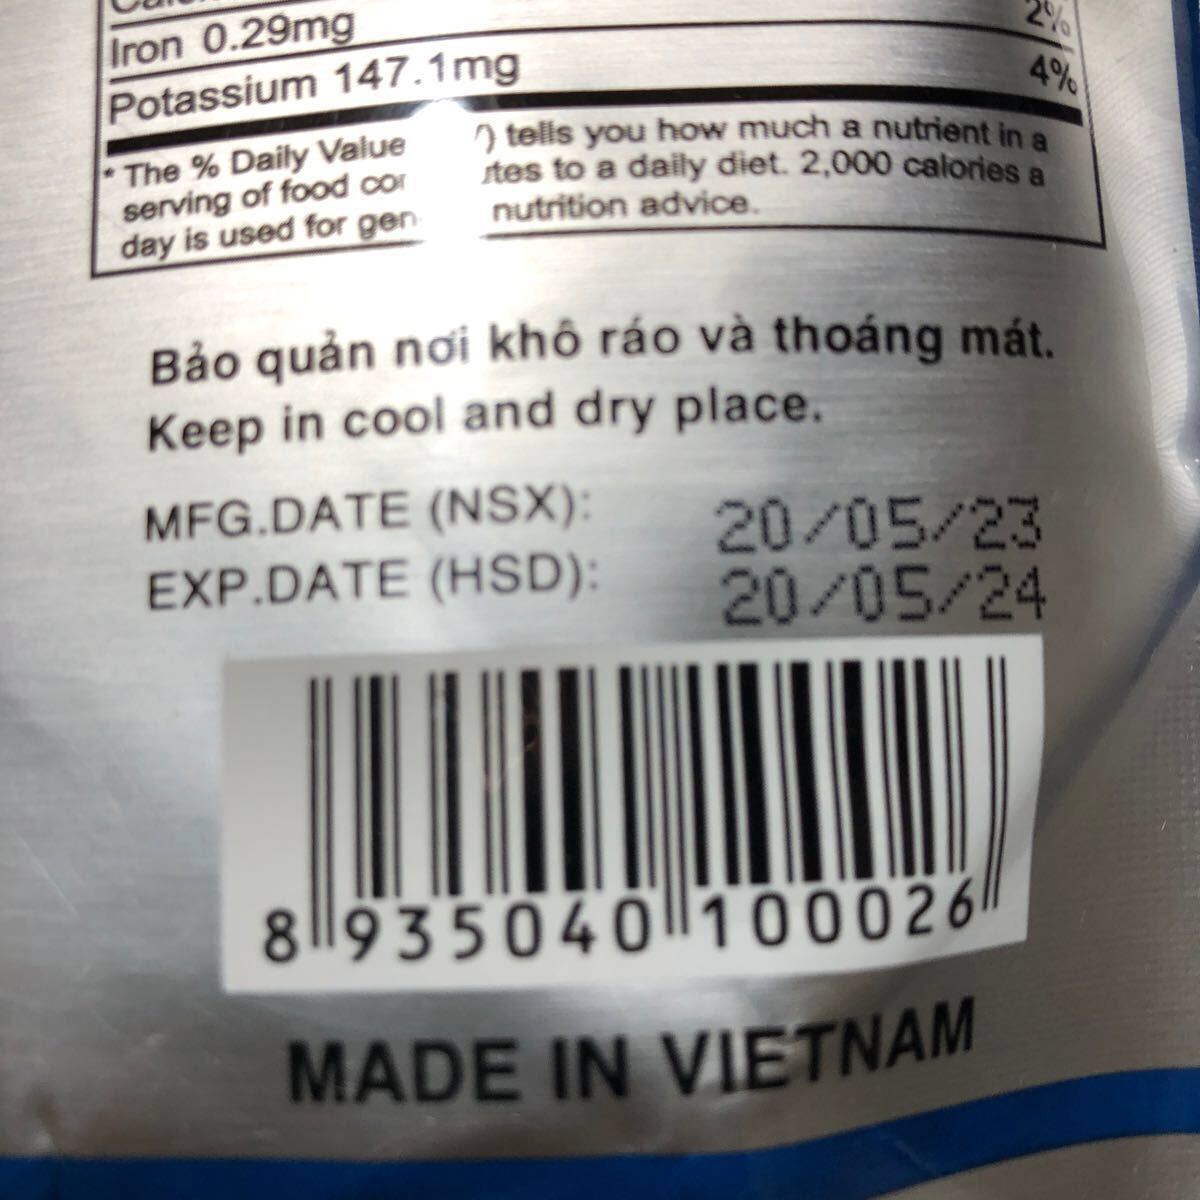 Iron 0.29mg 2%
Potassium 147.1mg 4%
* The % Daily Value ) tells you how much a nutrient in a
serving of food to a daily diet. 2,000 calories a
day is used for nutrition advice.
Bảo quản nơi khô ráo và thoáng mát.
Keep in cool and dry place.
MFG.DATE (NSX): 20/05/23
EXP.DATE (HSD): 20/05/24
8 935040 100026
MADE IN VIETNAM